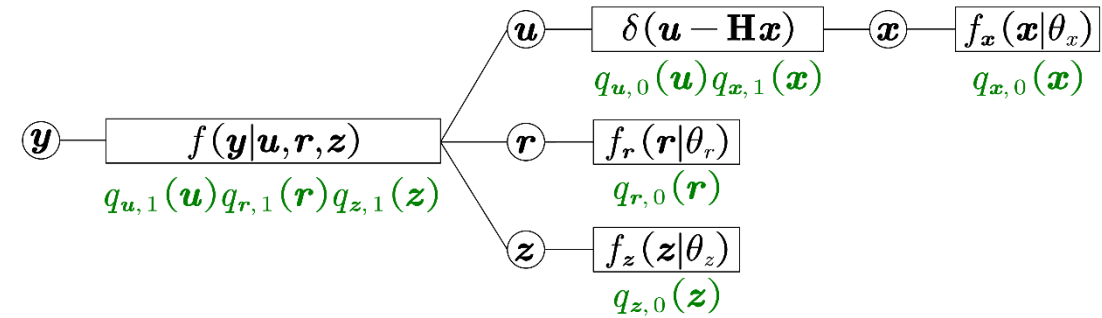 u δ(u − Hx) x f_x(x|θ_x)
q_{u,0}(u)q_{x,1}(x) q_{x,0}(x)
y f(y|u,r,z) r f_r(r|θ_r)
q_{u,1}(u)q_{r,1}(r)q_{z,1}(z) q_{r,0}(r)
z f_z(z|θ_z)
q_{z,0}(z)